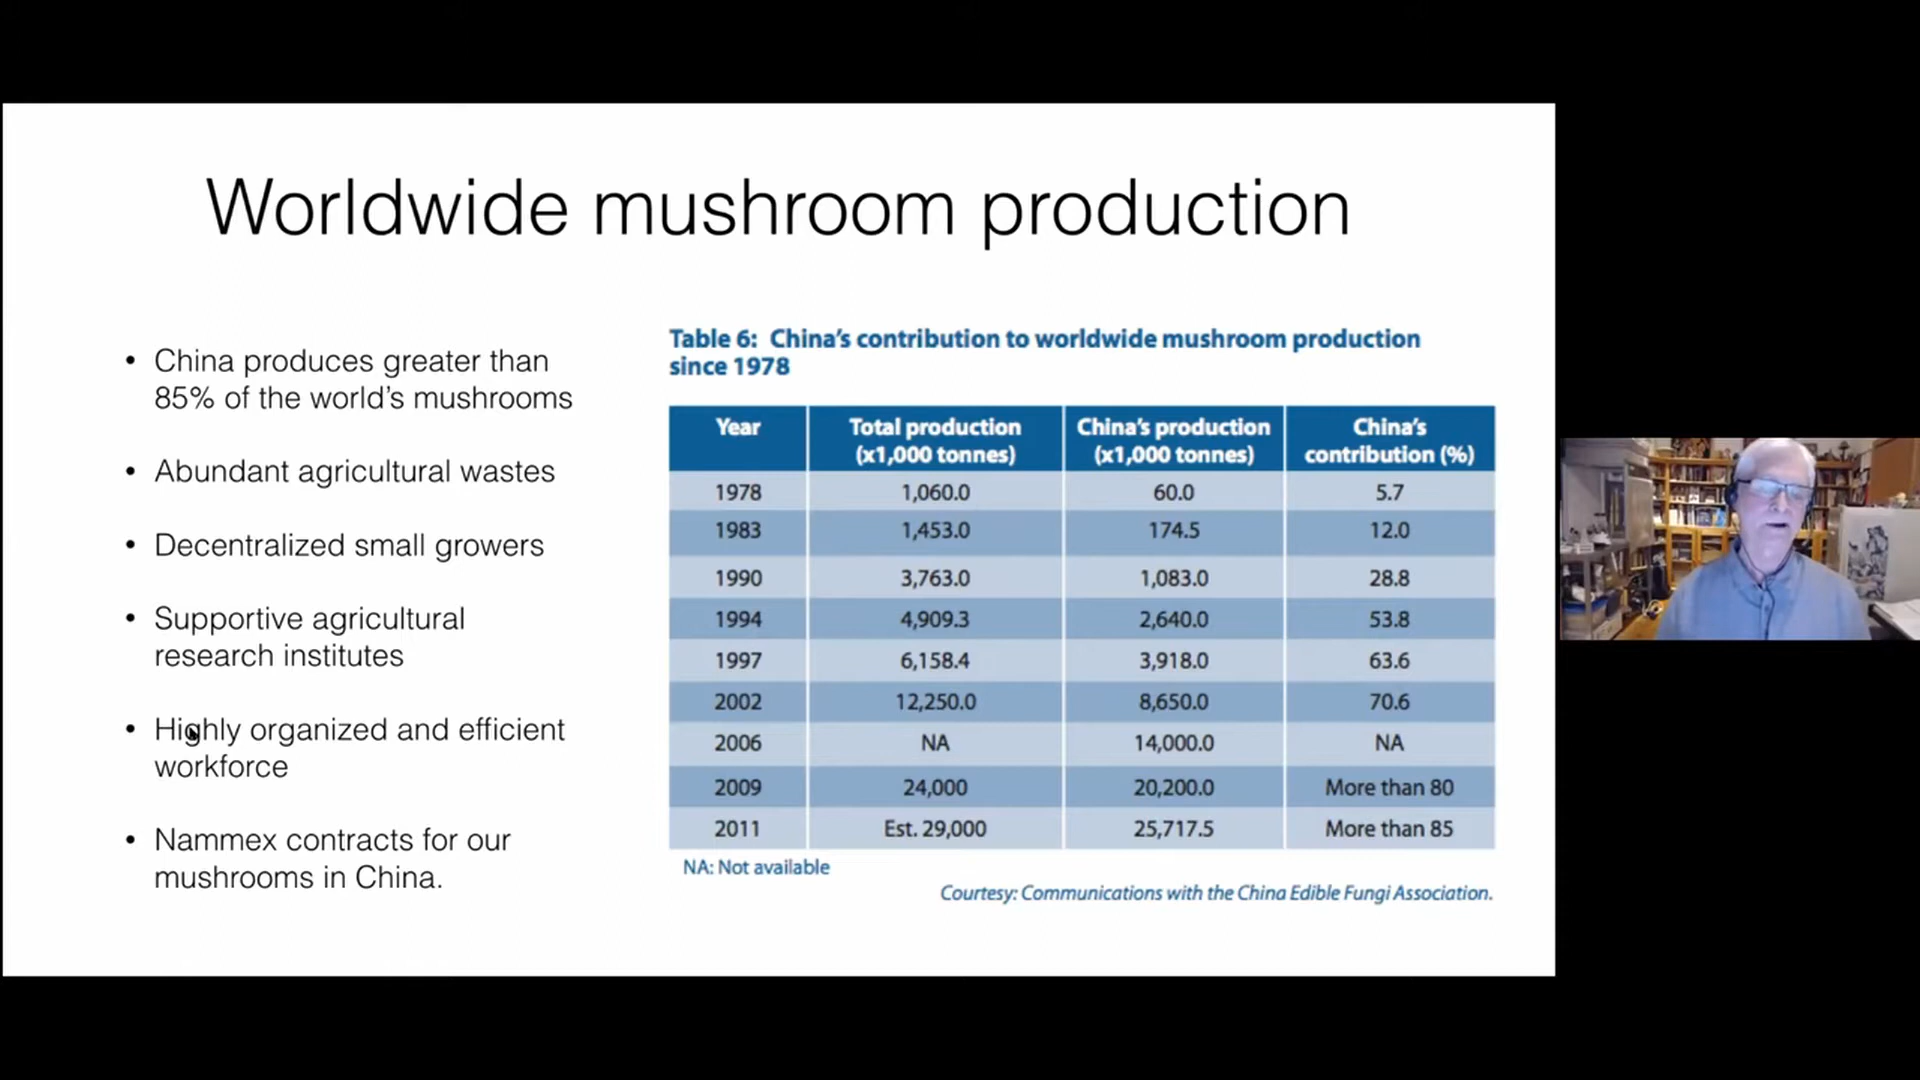 Worldwide mushroom production
• China produces greater than
85% of the world's mushrooms
• Abundant agricultural wastes
• Decentralized small growers
• Supportive agricultural
research institutes
• Highly organized and efficient
workforce
• Nammex contracts for our
mushrooms in China.
Table 6: China's contribution to worldwide mushroom production
since 1978
Year Total production (x1,000 tonnes) China's production (x1,000 tonnes) China's contribution (%)
1978 1,060.0 60.0 5.7
1983 1,453.0 174.5 12.0
1990 3,763.0 1,083.0 28.8
1994 4,909.3 2,640.0 53.8
1997 6,158.4 3,918.0 63.6
2002 12,250.0 8,650.0 70.6
2006 NA 14,000.0 NA
2009 24,000 20,200.0 More than 80
2011 Est. 29,000 25,717.5 More than 85
NA: Not available
Courtesy: Communications with the China Edible Fungi Association.